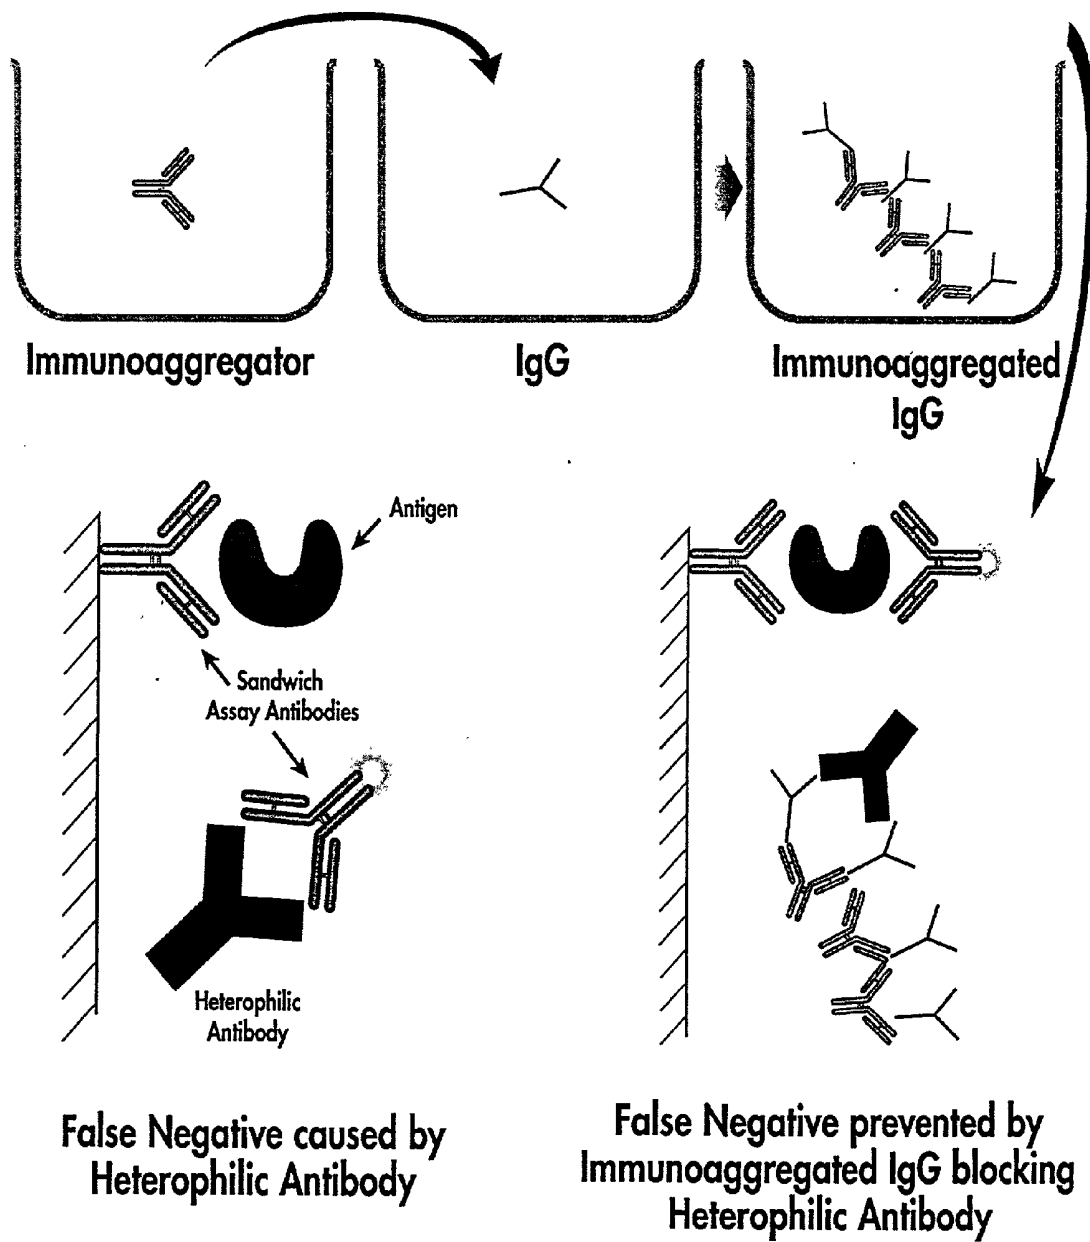 Immunoaggregator
IgG
Immunoaggregated
IgG
Antigen
Sandwich
Assay Antibodies
Heterophilic
Antibody
False Negative caused by
Heterophilic Antibody
False Negative prevented by
Immunoaggregated IgG blocking
Heterophilic Antibody